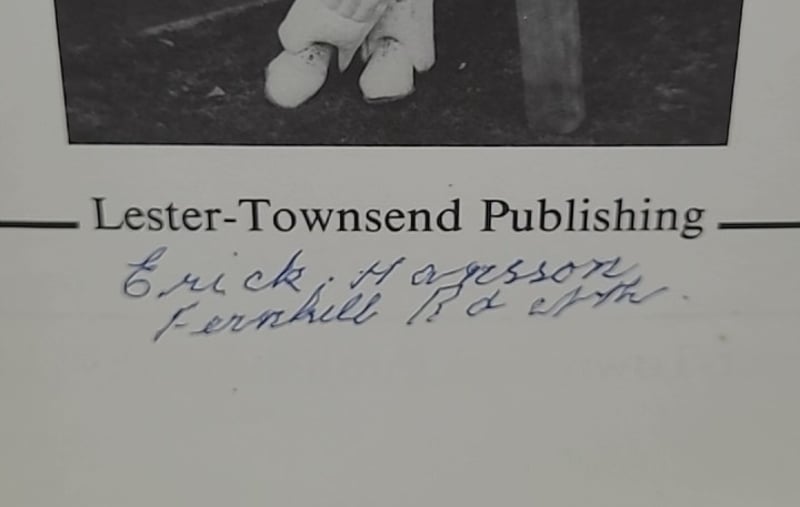 Lester-Townsend Publishing
Erick. Hansson
Fernhill Rd